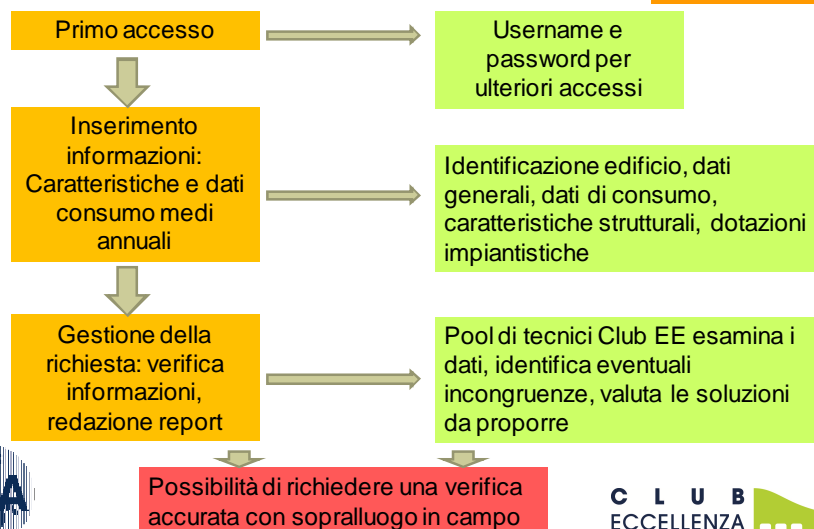 Primo accesso
Username e
password per
ulteriori accessi
Inserimento
informazioni:
Caratteristiche e dati
consumo medi
annuali
Identificazione edificio, dati
generali, dati di consumo,
caratteristiche strutturali, dotazioni
impiantistiche
Gestione della
richiesta: verifica
informazioni,
redazione report
Pool di tecnici Club EE esamina i
dati, identifica eventuali
incongruenze, valuta le soluzioni
da proporre
Possibilità di richiedere una verifica
accurata con sopralluogo in campo
A
CLUB
ECCELLENZA